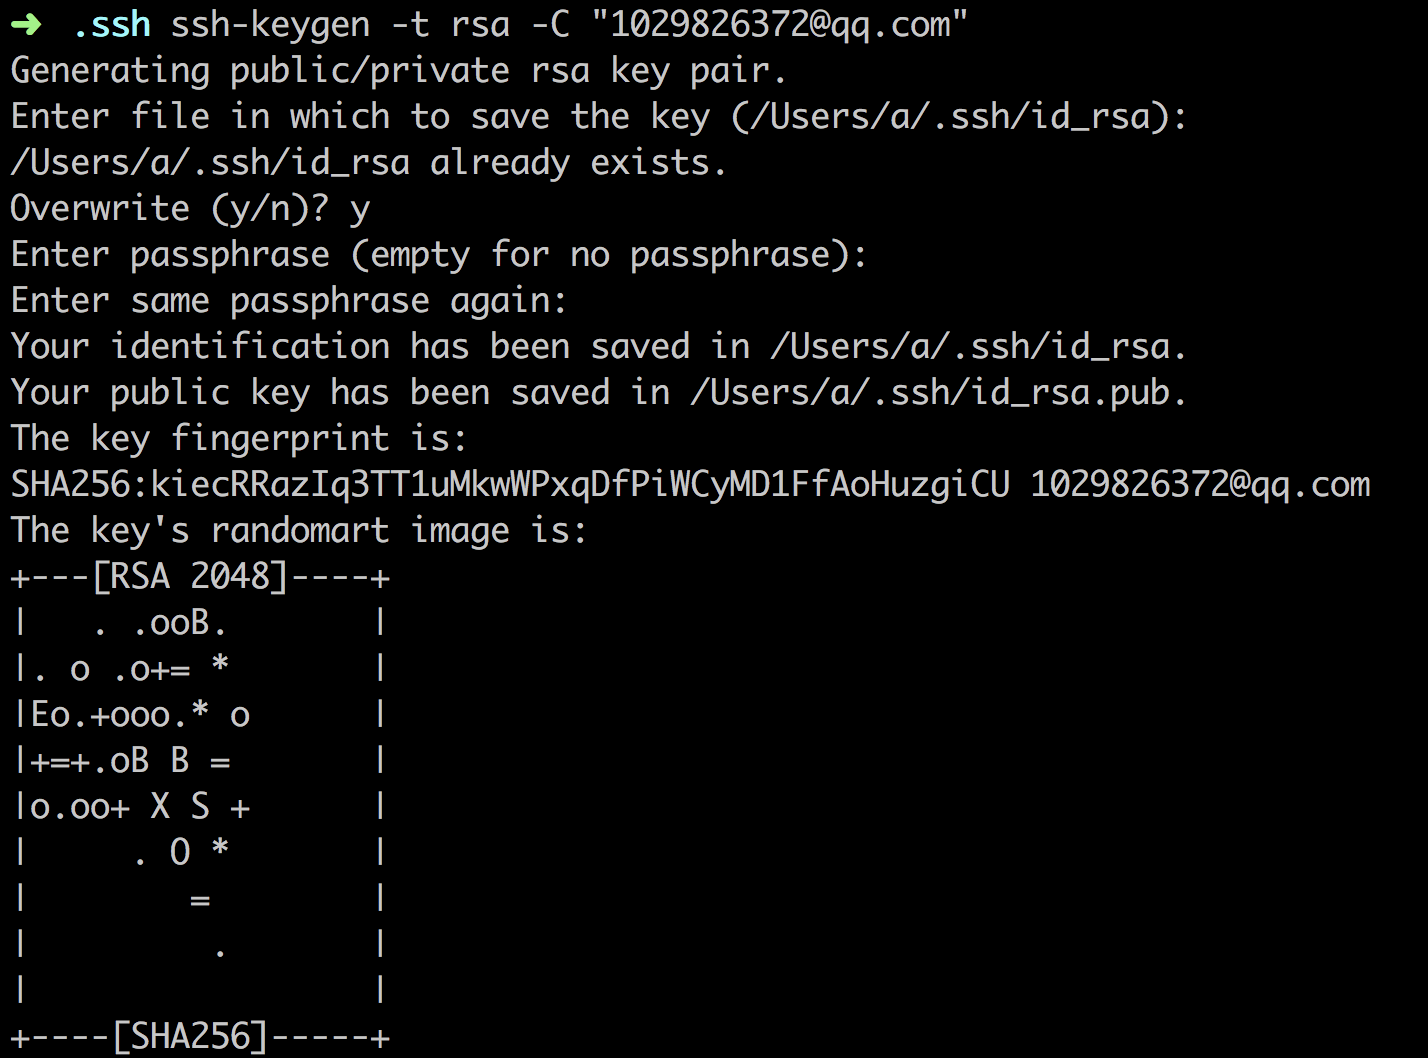 ➜  .ssh ssh-keygen -t rsa -C "1029826372@qq.com"
Generating public/private rsa key pair.
Enter file in which to save the key (/Users/a/.ssh/id_rsa):
/Users/a/.ssh/id_rsa already exists.
Overwrite (y/n)? y
Enter passphrase (empty for no passphrase):
Enter same passphrase again:
Your identification has been saved in /Users/a/.ssh/id_rsa.
Your public key has been saved in /Users/a/.ssh/id_rsa.pub.
The key fingerprint is:
SHA256:kiecRRazIq3TT1uMkwWPxqDfPiWCyMD1FfAoHuzgiCU 1029826372@qq.com
The key's randomart image is:
+---[RSA 2048]----+
|   . .ooB.       |
|. o .o+= *       |
|Eo.+ooo.* o      |
|+=+.oB B =       |
|o.oo+ X S +      |
|     . O *       |
|        =        |
|         .       |
|                 |
+----[SHA256]-----+